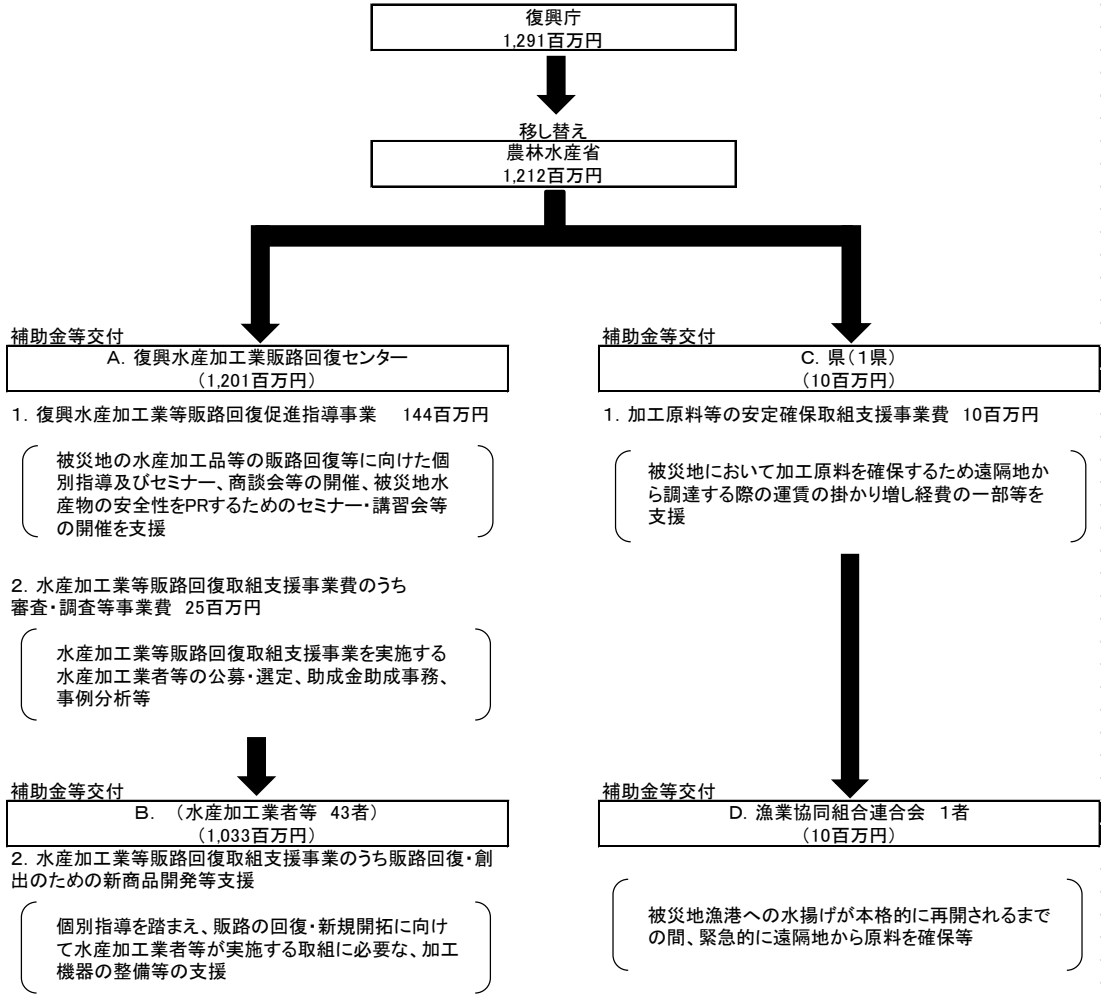 復興庁
1,291百万円
移し替え
農林水産省
1,212百万円
補助金等交付
A. 復興水産加工業販路回復センター
(1,201百万円)
1. 復興水産加工業等販路回復促進指導事業 144百万円
被災地の水産加工品等の販路回復等に向けた個
別指導及びセミナー、商談会等の開催、被災地水
産物の安全性をPRするためのセミナー・講習会等
の開催を支援
2. 水産加工業等販路回復取組支援事業費のうち
審査・調査等事業費 25百万円
水産加工業等販路回復取組支援事業を実施する
水産加工業者等の公募・選定、助成金助成事務、
事例分析等
補助金等交付
B. (水産加工業者等 43者)
(1,033百万円)
2. 水産加工業等販路回復取組支援事業のうち販路回復・創
出のための新商品開発等支援
個別指導を踏まえ、販路の回復・新規開拓に向け
て水産加工業者等が実施する取組に必要な、加工
機器の整備等の支援
補助金等交付
C. 県(1県)
(10百万円)
1. 加工原料等の安定確保取組支援事業費 10百万円
被災地において加工原料を確保するため遠隔地か
ら調達する際の運賃の掛かり増し経費の一部等を
支援
補助金等交付
D. 漁業協同組合連合会 1者
(10百万円)
被災地漁港への水揚げが本格的に再開されるまで
の間、緊急的に遠隔地から原料を確保等